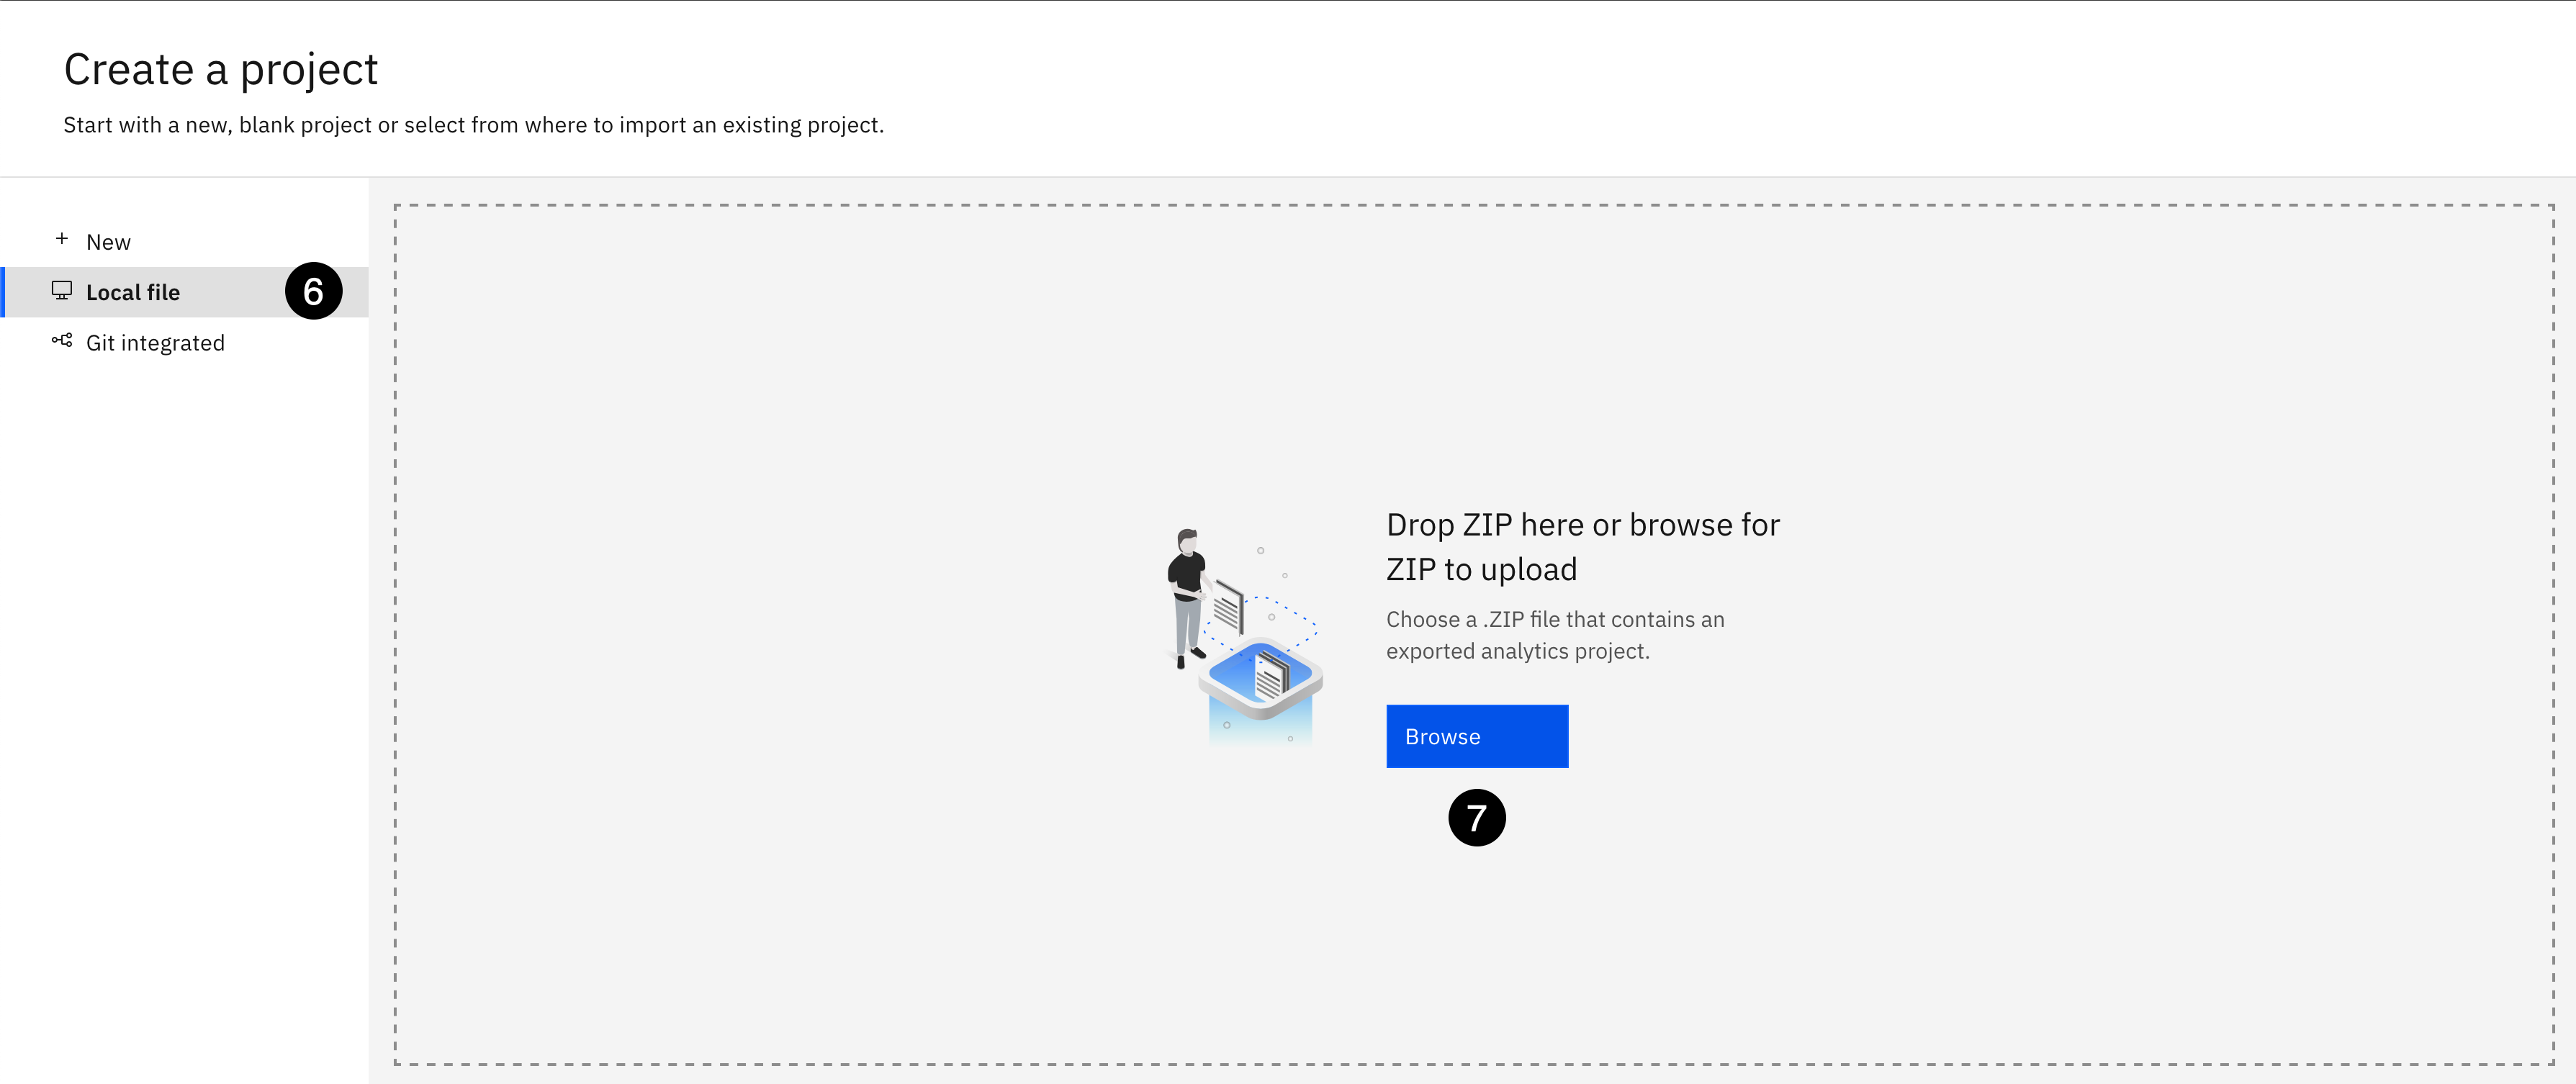 Create a project
Start with a new, blank project or select from where to import an existing project.
+ New
Local file
6
Git integrated
Drop ZIP here or browse for
ZIP to upload
Choose a .ZIP file that contains an
exported analytics project.
Browse
7